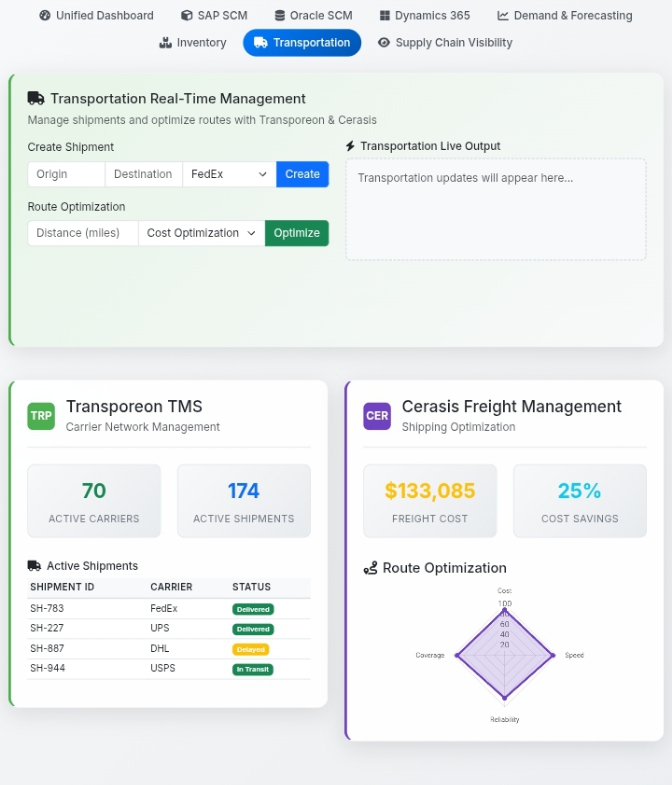 Unified Dashboard SAP SCM Oracle SCM Dynamics 365 Demand & Forecasting
Inventory Transportation Supply Chain Visibility
Transportation Real-Time Management
Manage shipments and optimize routes with Transporeon & Cerasis
Create Shipment
Origin Destination FedEx Create
Route Optimization
Distance (miles) Cost Optimization Optimize
Transportation Live Output
Transportation updates will appear here...
TRP Transporeon TMS
Carrier Network Management
70 174
ACTIVE CARRIERS ACTIVE SHIPMENTS
Active Shipments
SHIPMENT ID CARRIER STATUS
SH-783 FedEx Delivered
SH-227 UPS Delivered
SH-887 DHL Delayed
SH-944 USPS In Transit
CER Cerasis Freight Management
Shipping Optimization
$133,085 25%
FREIGHT COST COST SAVINGS
Route Optimization
Cost
100
60
40
20
Coverage Speed
Reliability